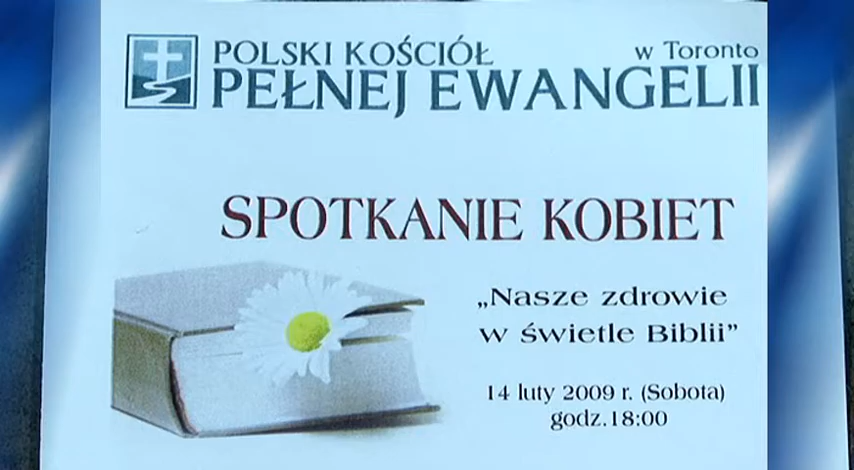 POLSKI KOŚCIÓŁ w Toronto
PEŁNEJ EWANGELII
SPOTKANIE KOBIET
„Nasze zdrowie
w świetle Biblii”
14 luty 2009 r. (Sobota)
godz.18:00